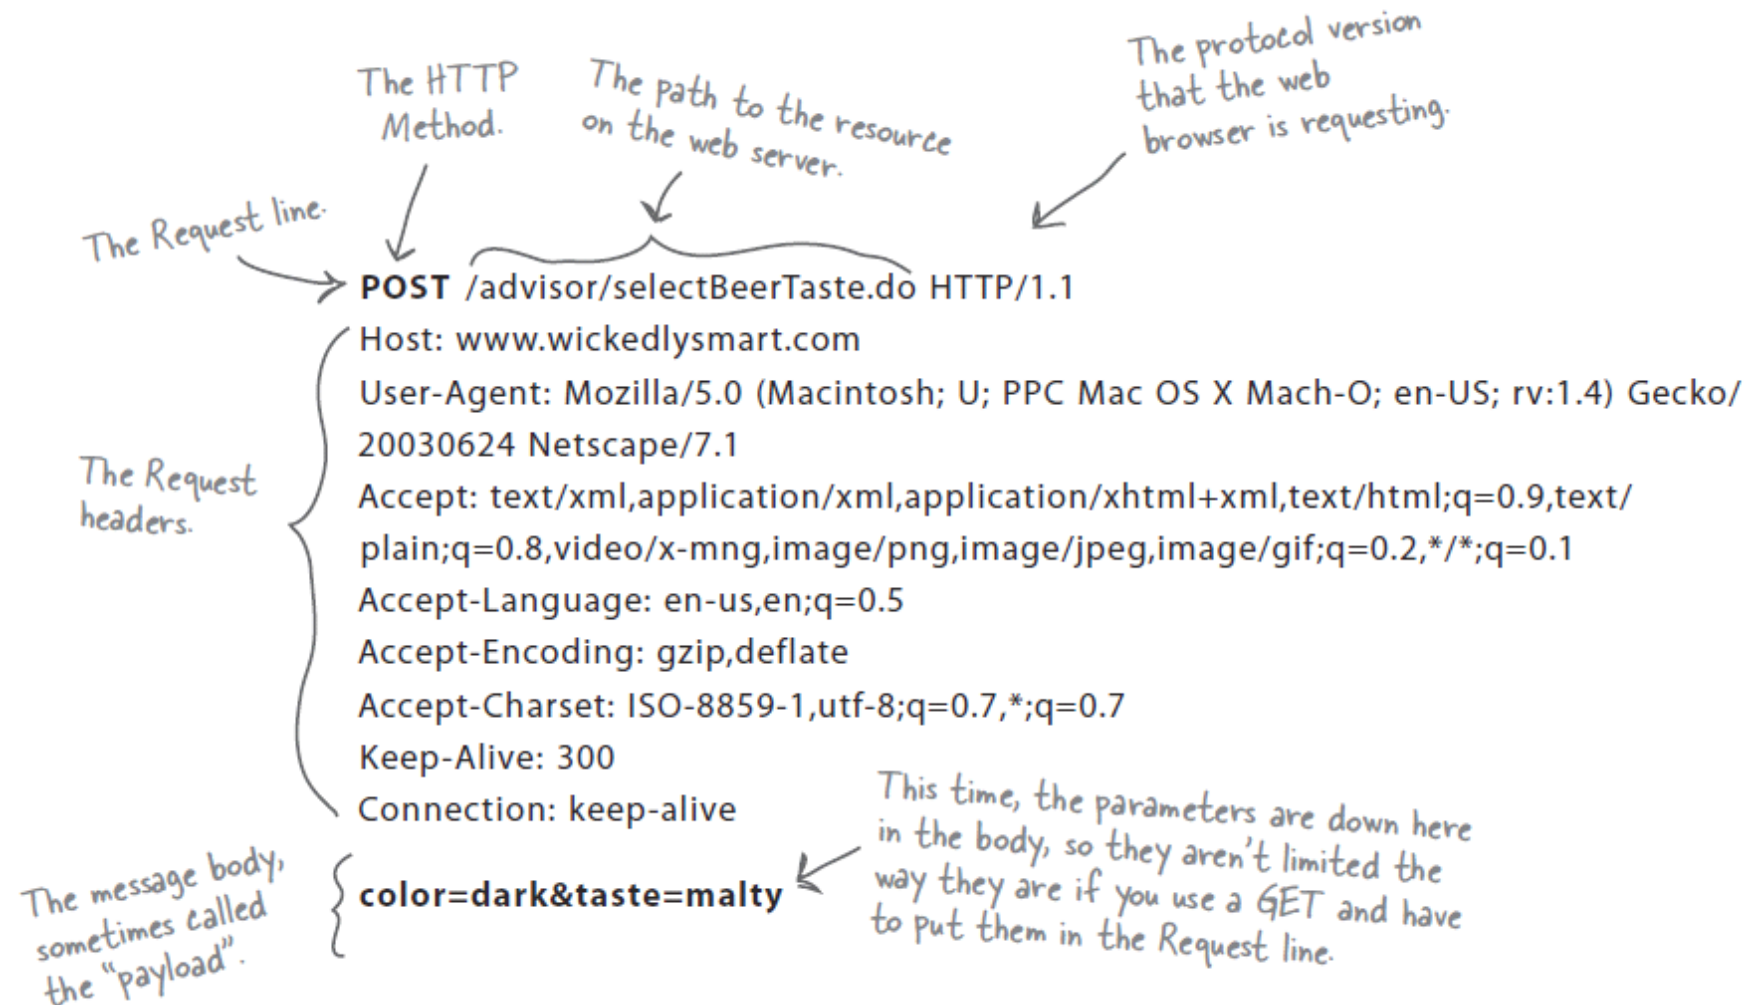 The HTTP
Method.
The path to the resource
on the web server.
The protocol version
that the web
browser is requesting.
The Request line.
POST /advisor/selectBeerTaste.do HTTP/1.1
Host: www.wickedlysmart.com
User-Agent: Mozilla/5.0 (Macintosh; U; PPC Mac OS X Mach-O; en-US; rv:1.4) Gecko/
20030624 Netscape/7.1
Accept: text/xml,application/xml,application/xhtml+xml,text/html;q=0.9,text/
plain;q=0.8,video/x-mng,image/png,image/jpeg,image/gif;q=0.2,*/*;q=0.1
Accept-Language: en-us,en;q=0.5
Accept-Encoding: gzip,deflate
Accept-Charset: ISO-8859-1,utf-8;q=0.7,*;q=0.7
Keep-Alive: 300
Connection: keep-alive
The Request
headers.
color=dark&taste=malty
The message body,
sometimes called
the "payload".
This time, the parameters are down here
in the body, so they aren't limited the
way they are if you use a GET and have
to put them in the Request line.